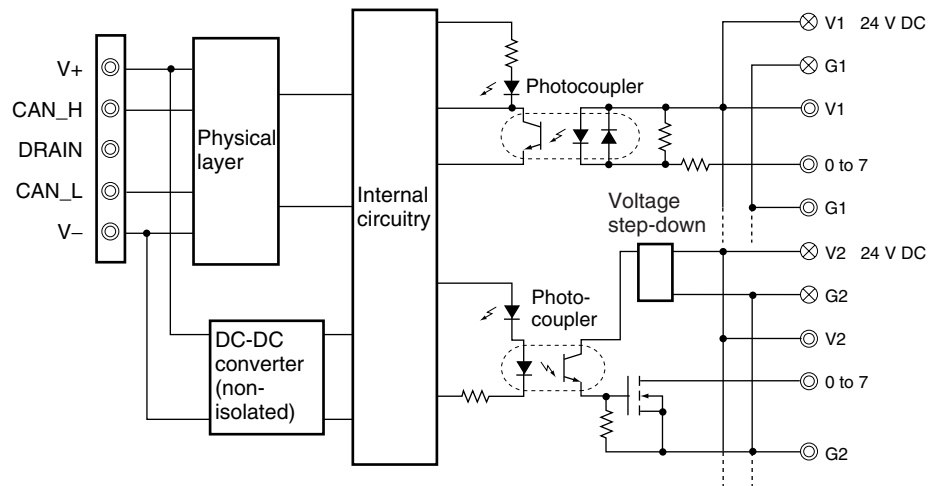 V+
CAN_H
DRAIN
CAN_L
V–
Physical
layer
DC-DC
converter
(non-
isolated)
Internal
circuitry
Photocoupler
Voltage
step-down
Photo-
coupler
V1 24 V DC
G1
V1
0 to 7
G1
V2 24 V DC
G2
V2
0 to 7
G2